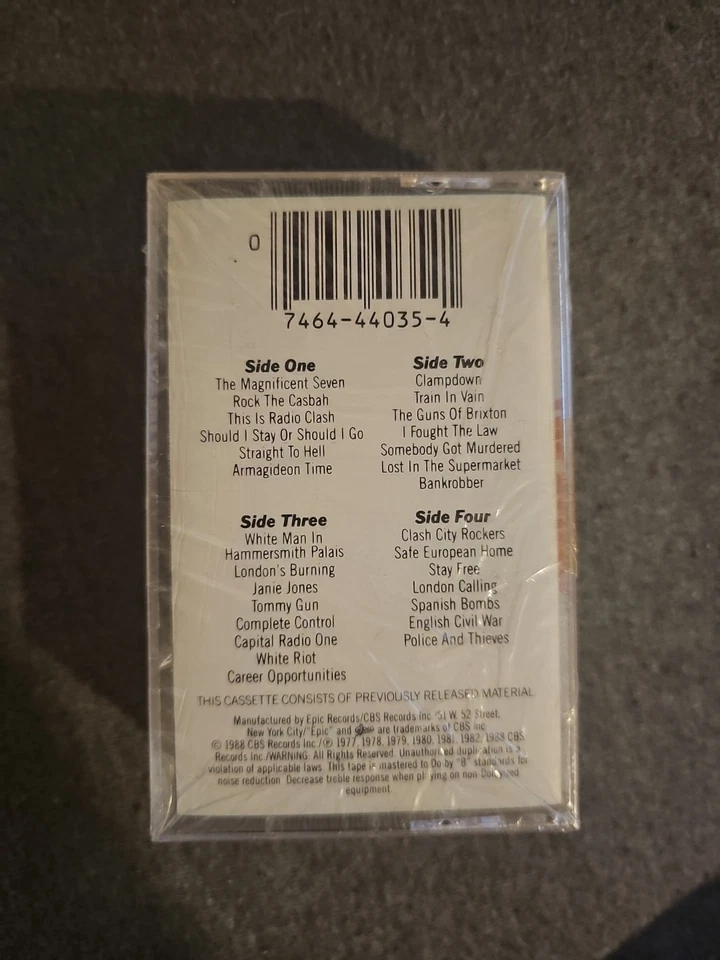 0
7464-44035-4
Side One
The Magnificent Seven
Rock The Casbah
This Is Radio Clash
Should I Stay Or Should I Go
Straight To Hell
Armagideon Time
Side Two
Clampdown
Train In Vain
The Guns Of Brixton
I Fought The Law
Somebody Got Murdered
Lost In The Supermarket
Bankrobber
Side Three
White Man In
Hammersmith Palais
London's Burning
Janie Jones
Tommy Gun
Complete Control
Capital Radio One
White Riot
Career Opportunities
Side Four
Clash City Rockers
Safe European Home
Stay Free
London Calling
Spanish Bombs
English Civil War
Police And Thieves
THIS CASSETTE CONSISTS OF PREVIOUSLY RELEASED MATERIAL
Manufactured by Epic Records/CBS Records Inc. 51 W. 52 Street,
New York City/"Epic" and are trademarks of CBS Inc.
© 1988 CBS Records Inc./℗ 1977, 1978, 1979, 1980, 1981, 1982, 1988 CBS
Records Inc./WARNING: All Rights Reserved. Unauthorized duplication is a
violation of applicable laws. This tape is mastered to Dolby "B" standards for
noise reduction. Decrease treble response when playing on non Dolbyized
equipment.